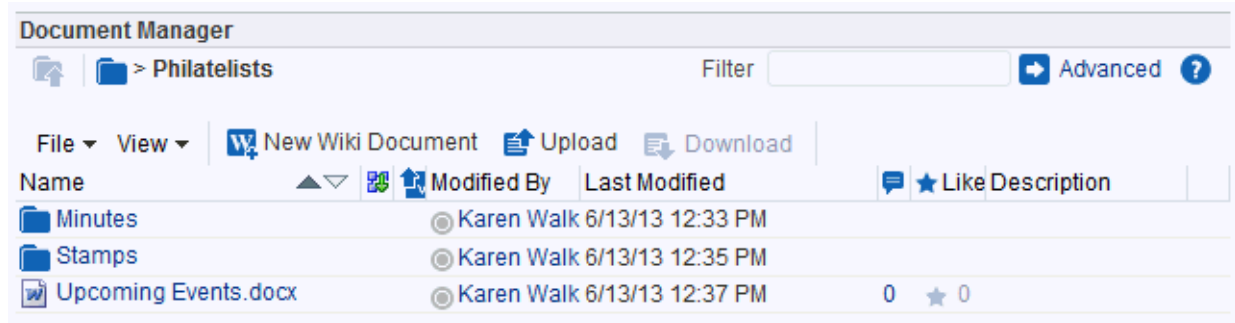 Document Manager
> Philatelists Filter Advanced ?
File View New Wiki Document Upload Download
Name Modified By Last Modified Like Description
Minutes Karen Walk 6/13/13 12:33 PM
Stamps Karen Walk 6/13/13 12:35 PM
Upcoming Events.docx Karen Walk 6/13/13 12:37 PM 0 0